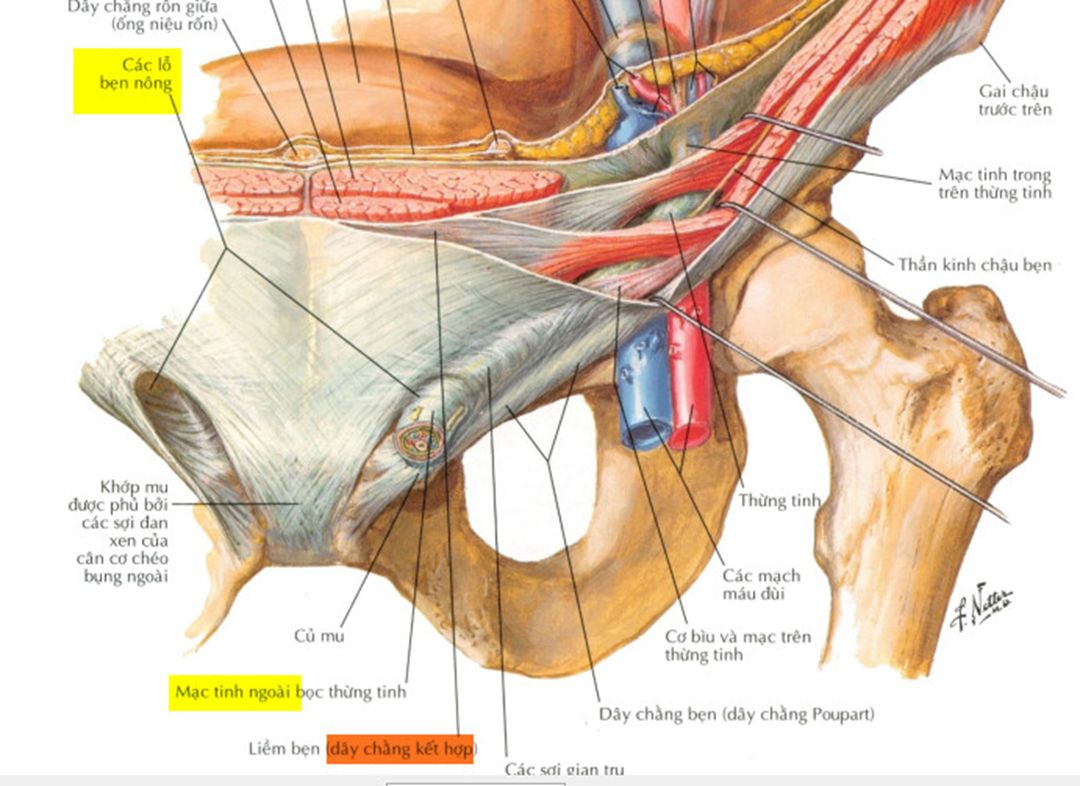 Dây chằng rốn giữa
(ống niệu rốn)
Các lỗ
bẹn nông
Gai chậu
trước trên
Mạc tinh trong
trên thừng tinh
Thần kinh chậu bẹn
Khớp mu
được phủ bởi
các sợi đan
xen của
cân cơ chéo
bụng ngoài
Thừng tinh
Các mạch
máu đùi
Củ mu
Cơ bìu và mạc trên
thừng tinh
Mạc tinh ngoài bọc thừng tinh
Dây chằng bẹn (dây chằng Poupart)
Liềm bẹn (dây chằng kết hợp)
Các sợi gian trụ
F. Netter
M.D.